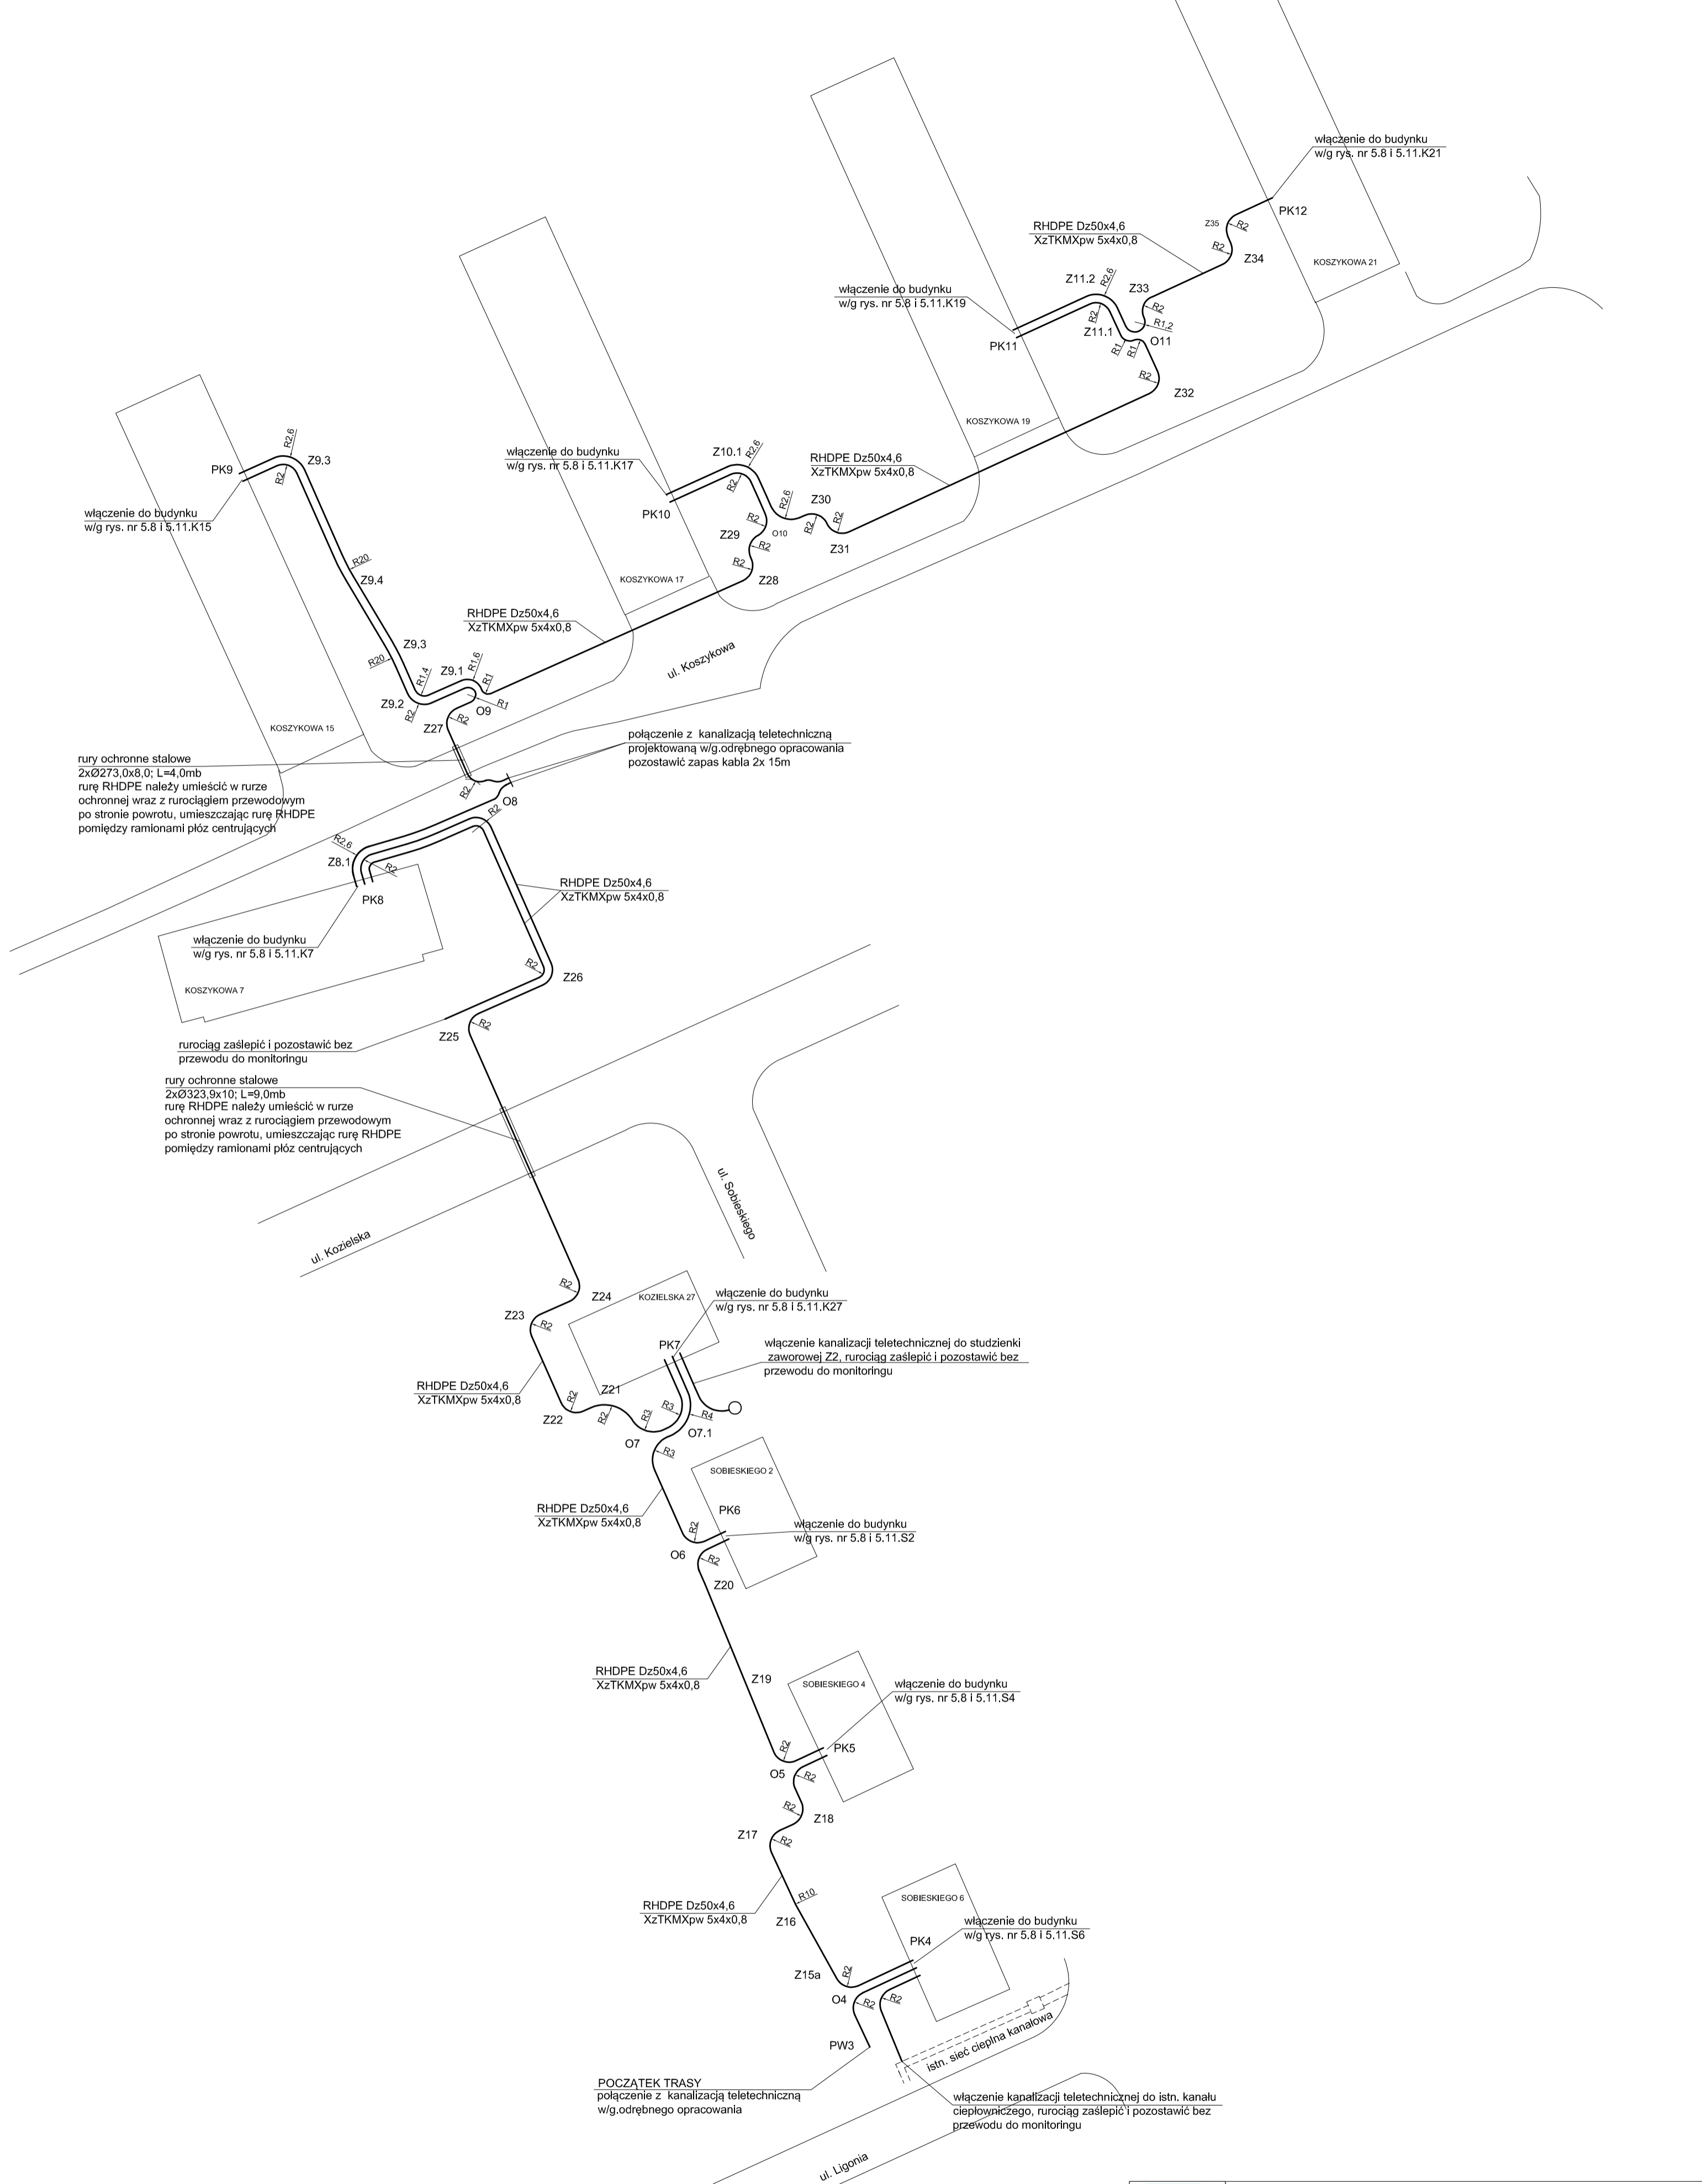 włączenie do budynku
w/g rys. nr 5.8 i 5.11.K21
PK12
Z35
R2
RHDPE Dz50x4,6
XzTKMXpw 5x4x0,8
R2
Z34
KOSZYKOWA 21
Z11.2
R2,6
Z33
włączenie do budynku
w/g rys. nr 5.8 i 5.11.K19
R2
R2
R1,2
Z11.1
O11
PK11
R1
R1
R2
Z32
KOSZYKOWA 19
R2,6
Z9.3
PK9
R2
włączenie do budynku
w/g rys. nr 5.8 i 5.11.K15
włączenie do budynku
w/g rys. nr 5.8 i 5.11.K17
Z10.1
R2,6
R2
RHDPE Dz50x4,6
XzTKMXpw 5x4x0,8
PK10
R2,6
Z30
R2
R2
R2
Z29
O10
R2
Z31
R2
Z28
R20
Z9.4
KOSZYKOWA 17
RHDPE Dz50x4,6
XzTKMXpw 5x4x0,8
Z9.3
R20
ul. Koszykowa
Z9.1
R1,6
R1
R1,4
Z9.2
R2
R1
O9
R2
Z27
KOSZYKOWA 15
połączenie z kanalizacją teletechniczną
projektowaną w/g.odrębnego opracowania
pozostawić zapas kabla 2x 15m
rury ochronne stalowe
2xØ273,0x8,0; L=4,0mb
rurę RHDPE należy umieścić w rurze
ochronnej wraz z rurociągiem przewodowym
po stronie powrotu, umieszczając rurę RHDPE
pomiędzy ramionami płóz centrujących
R2
O8
R2
R2,6
Z8.1
R2
PK8
RHDPE Dz50x4,6
XzTKMXpw 5x4x0,8
włączenie do budynku
w/g rys. nr 5.8 i 5.11.K7
R2
Z26
KOSZYKOWA 7
R2
Z25
rurociąg zaślepić i pozostawić bez
przewodu do monitoringu
rury ochronne stalowe
2xØ323,9x10; L=9,0mb
rurę RHDPE należy umieścić w rurze
ochronnej wraz z rurociągiem przewodowym
po stronie powrotu, umieszczając rurę RHDPE
pomiędzy ramionami płóz centrujących
ul. Sobieskiego
ul. Kozielska
R2
Z24
KOZIELSKA 27
włączenie do budynku
w/g rys. nr 5.8 i 5.11.K27
Z23
R2
PK7
włączenie kanalizacji teletechnicznej do studzienki
zaworowej Z2, rurociąg zaślepić i pozostawić bez
przewodu do monitoringu
RHDPE Dz50x4,6
XzTKMXpw 5x4x0,8
R2
Z21
R2
Z22
R3
R3
R4
O7
O7.1
R3
SOBIESKIEGO 2
RHDPE Dz50x4,6
XzTKMXpw 5x4x0,8
PK6
R2
włączenie do budynku
w/g rys. nr 5.8 i 5.11.S2
O6
R2
Z20
RHDPE Dz50x4,6
XzTKMXpw 5x4x0,8
Z19
SOBIESKIEGO 4
włączenie do budynku
w/g rys. nr 5.8 i 5.11.S4
R2
PK5
O5
R2
R2
Z18
Z17
R2
R10
RHDPE Dz50x4,6
XzTKMXpw 5x4x0,8
Z16
SOBIESKIEGO 6
włączenie do budynku
w/g rys. nr 5.8 i 5.11.S6
PK4
Z15a
R2
O4
R2
R2
PW3
istn. sieć cieplna kanałowa
POCZĄTEK TRASY
połączenie z kanalizacją teletechniczną
w/g.odrębnego opracowania
włączenie kanalizacji teletechnicznej do istn. kanału
ciepłowniczego, rurociąg zaślepić i pozostawić bez
przewodu do monitoringu
ul. Ligonia